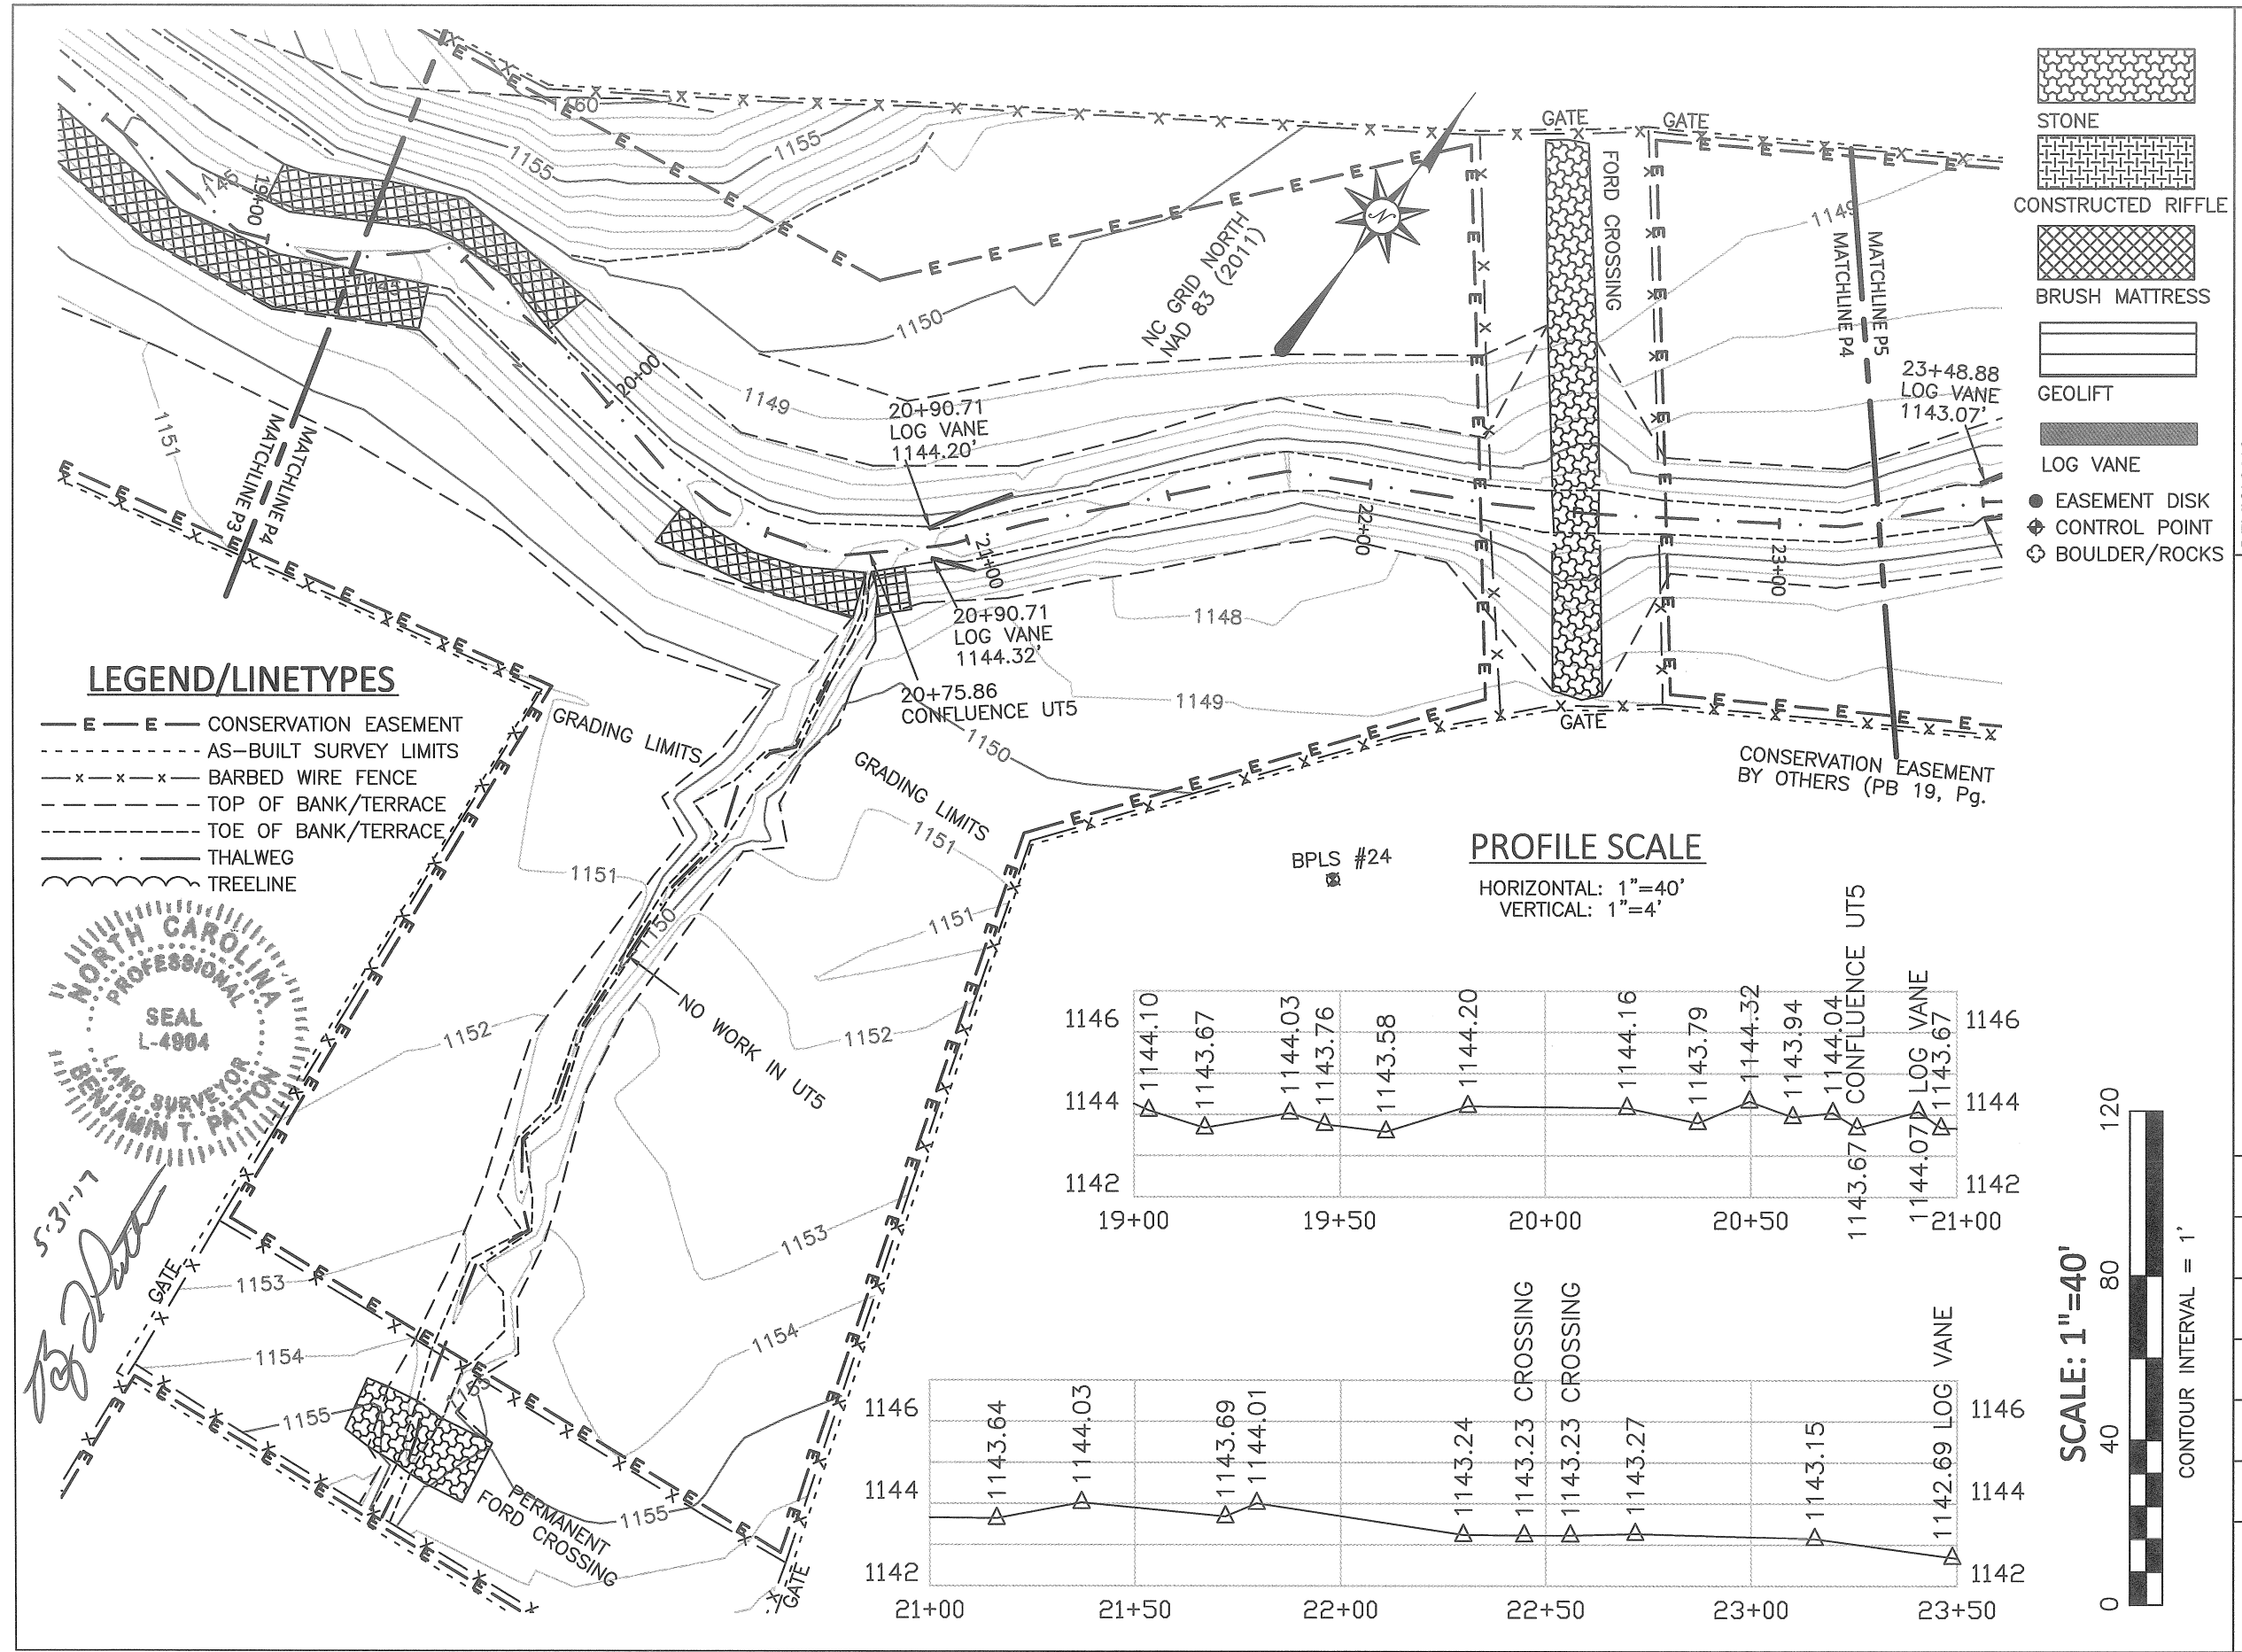 1160
1155
1155
GATE
GATE
STONE
CONSTRUCTED RIFFLE
BRUSH MATTRESS
GEOLIFT
LOG VANE
EASEMENT DISK
CONTROL POINT
BOULDER/ROCKS
1145
19+00
1145
FORD CROSSING
N
NC GRID NORTH
NAD 83 (2011)
1149
MATCHLINE P4
MATCHLINE P5
1150
23+48.88
LOG VANE
1143.07'
20+00
1149
1151
20+90.71
LOG VANE
1144.20'
MATCHLINE P3
MATCHLINE P4
22+00
23+00
21+00
20+90.71
LOG VANE
1144.32'
1148
20+75.86
CONFLUENCE UT5
1149
GATE
1150
CONSERVATION EASEMENT
BY OTHERS (PB 19, Pg.
LEGEND/LINETYPES
E E CONSERVATION EASEMENT
AS-BUILT SURVEY LIMITS
x x x BARBED WIRE FENCE
TOP OF BANK/TERRACE
TOE OF BANK/TERRACE
THALWEG
TREELINE
GRADING LIMITS
GRADING LIMITS
1151
1151
1151
1150
NO WORK IN UT5
1152
1152
1153
1153
1154
1154
1155
1155
1153
GATE
GATE
PERMANENT
FORD CROSSING
NORTH CAROLINA
PROFESSIONAL
SEAL
L-4904
LAND SURVEYOR
BENJAMIN T. PATTON
5-31-17
BPLS #24
PROFILE SCALE
HORIZONTAL: 1"=40'
VERTICAL: 1"=4'
1146
1144
1142
1144.10
1143.67
1144.03
1143.76
1143.58
1144.20
1144.16
1143.79
1144.32
1143.94
1144.04
1143.67 CONFLUENCE UT5
1144.07 LOG VANE
1143.67
1146
1144
1142
19+00
19+50
20+00
20+50
21+00
1146
1144
1142
1143.64
1144.03
1143.69
1144.01
1143.24
1143.23 CROSSING
1143.23 CROSSING
1143.27
1143.15
1142.69 LOG VANE
1146
1144
1142
21+00
21+50
22+00
22+50
23+00
23+50
SCALE: 1"=40'
0
40
80
120
CONTOUR INTERVAL = 1'